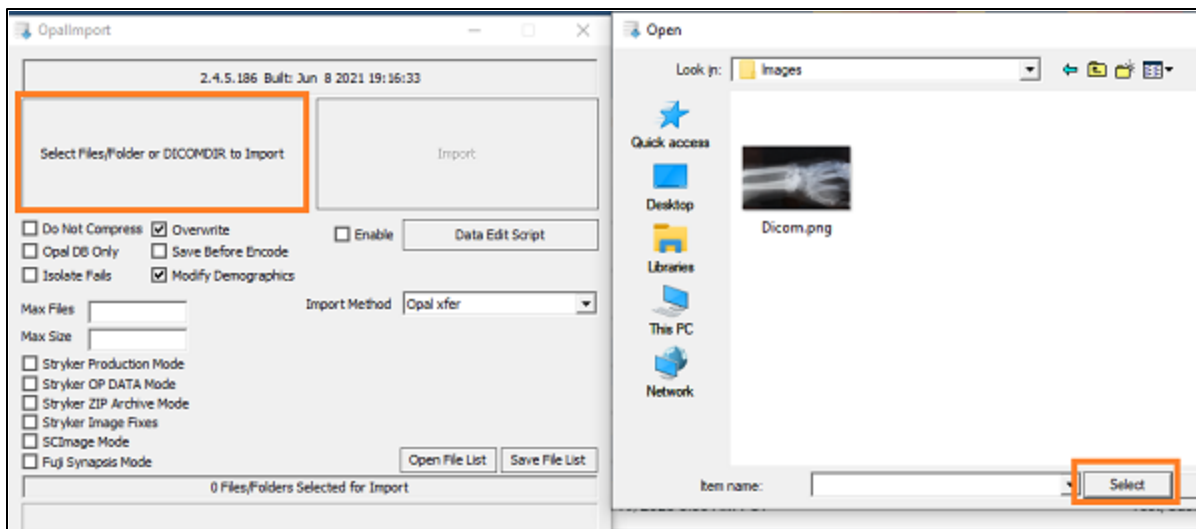 OpalImport
2.4.5.186 Built: Jun 8 2021 19:16:33
Select Files/Folder or DICOMDIR to Import
Import
Do Not Compress Overwrite
Enable
Data Edit Script
Opal DB Only Save Before Encode
Isolate Fails Modify Demographics
Max Files
Import Method Opal xfer
Max Size
Stryker Production Mode
Stryker OP DATA Mode
Stryker ZIP Archive Mode
Stryker Image Fixes
SCImage Mode
Fuji Synapsis Mode
Open File List Save File List
0 Files/Folders Selected for Import
Open
Look in: Images
Quick access
Desktop
Libraries
This PC
Network
Dicom.png
Item name:
Select